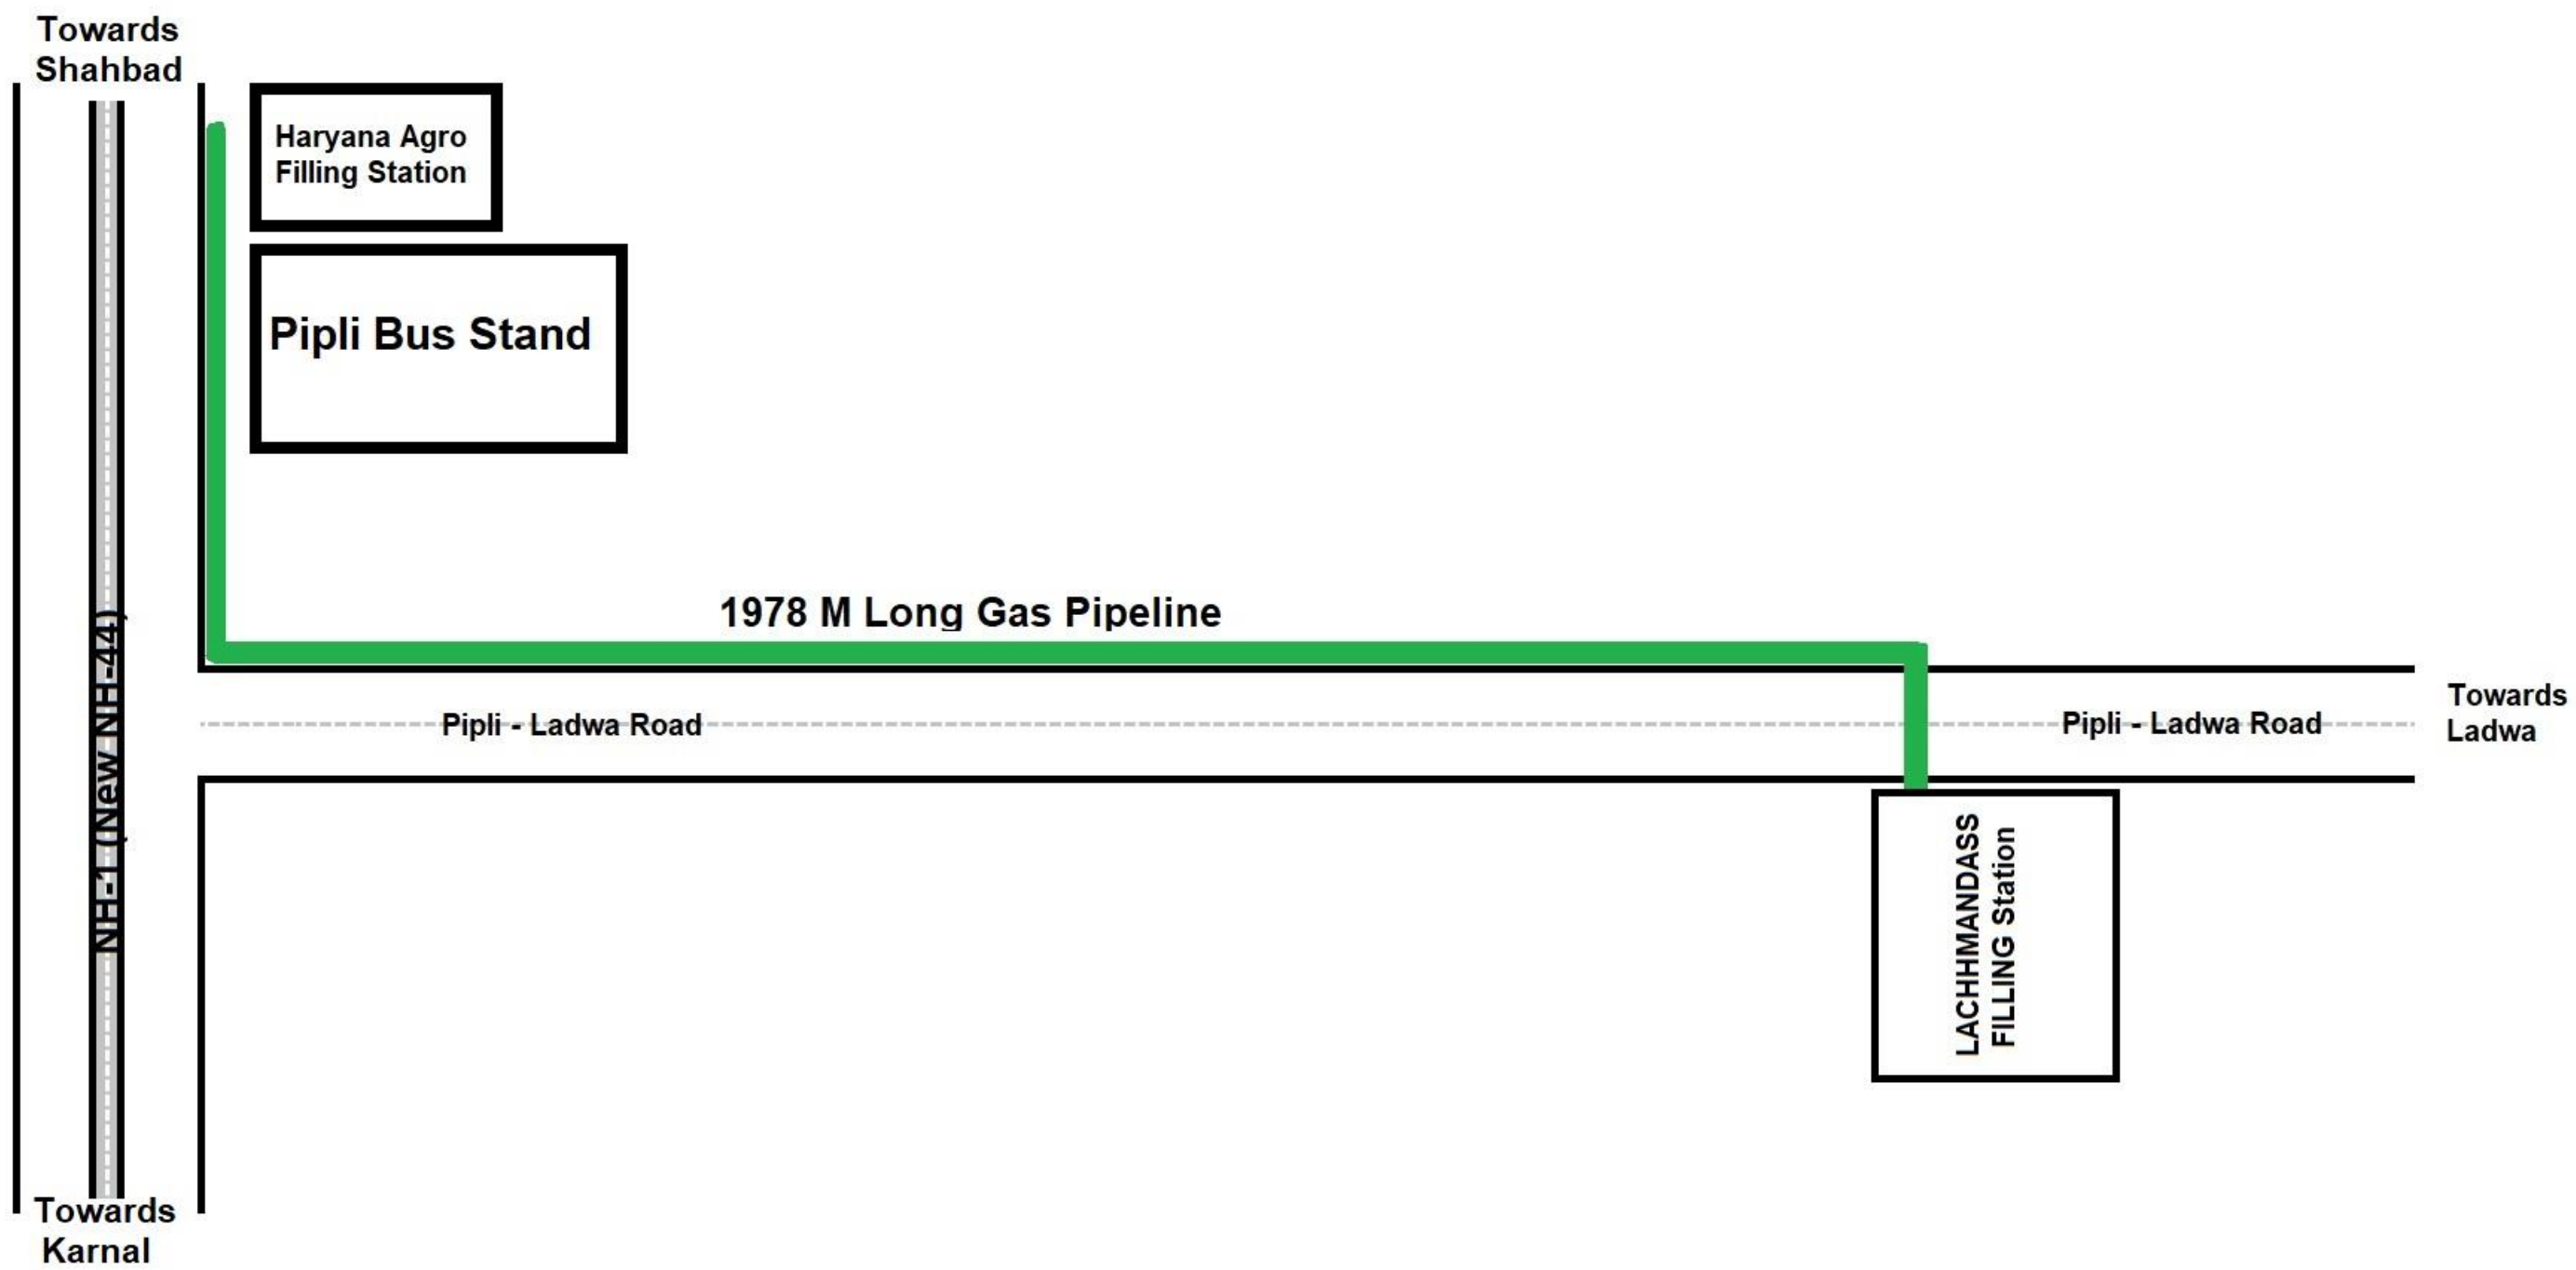 Towards
Shahbad
Haryana Agro
Filling Station
Pipli Bus Stand
1978 M Long Gas Pipeline
NH-1 (New NH-44)
Pipli - Ladwa Road
Pipli - Ladwa Road
Towards
Ladwa
LACHHMANDASS
FILLING Station
Towards
Karnal